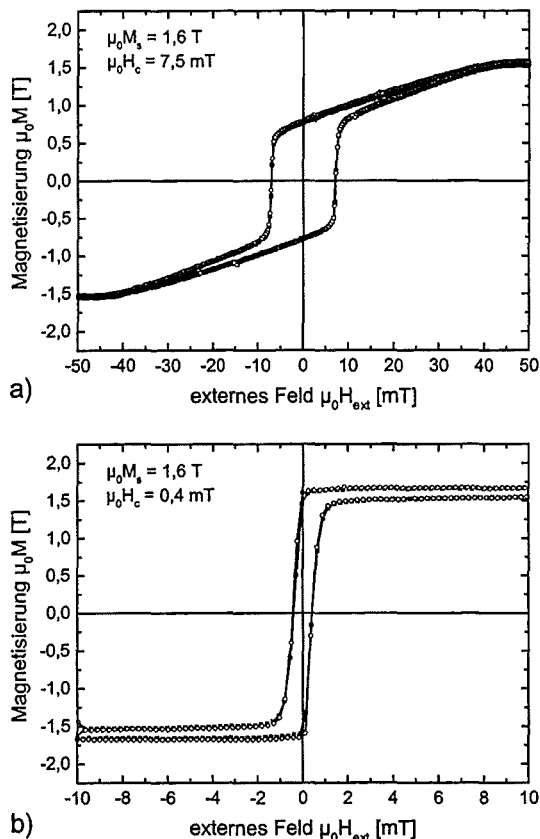 µ₀Mₛ = 1,6 T
µ₀H_c = 7,5 mT
Magnetisierung µ₀M [T]
2,0
1,5
1,0
0,5
0,0
-0,5
-1,0
-1,5
-2,0
-50 -40 -30 -20 -10 0 10 20 30 40 50
a)
externes Feld µ₀H_ext [mT]
µ₀Mₛ = 1,6 T
µ₀H_c = 0,4 mT
Magnetisierung µ₀M [T]
2,0
1,5
1,0
0,5
0,0
-0,5
-1,0
-1,5
-2,0
-10 -8 -6 -4 -2 0 2 4 6 8 10
b)
externes Feld µ₀H_ext [mT]